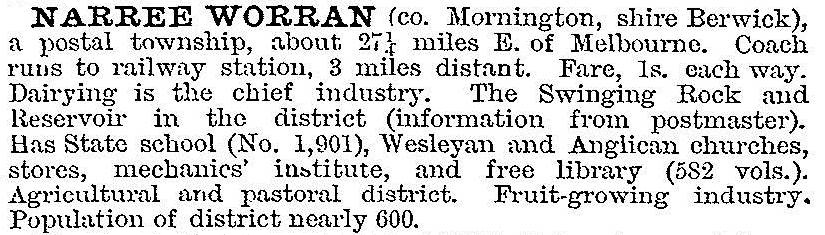 NARREE WORRAN (co. Mornington, shire Berwick),
a postal township, about 27¼ miles E. of Melbourne. Coach
runs to railway station, 3 miles distant. Fare, 1s. each way.
Dairying is the chief industry. The Swinging Rock and
Reservoir in the district (information from postmaster).
Has State school (No. 1,901), Wesleyan and Anglican churches,
stores, mechanics' institute, and free library (582 vols.).
Agricultural and pastoral district. Fruit-growing industry.
Population of district nearly 600.